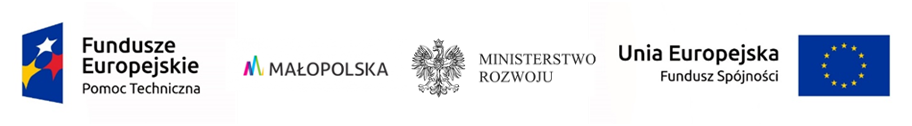 Fundusze
Europejskie
Pomoc Techniczna
MAŁOPOLSKA
MINISTERSTWO
ROZWOJU
Unia Europejska
Fundusz Spójności